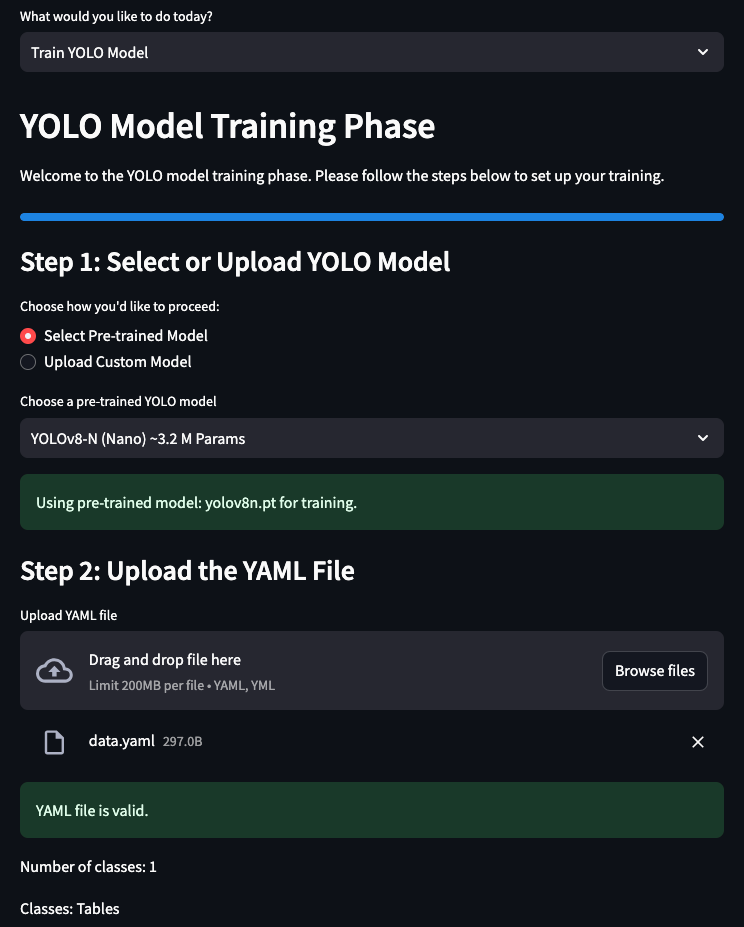 What would you like to do today?
Train YOLO Model
YOLO Model Training Phase
Welcome to the YOLO model training phase. Please follow the steps below to set up your training.
Step 1: Select or Upload YOLO Model
Choose how you'd like to proceed:
Select Pre-trained Model
Upload Custom Model
Choose a pre-trained YOLO model
YOLOv8-N (Nano) ~3.2 M Params
Using pre-trained model: yolov8n.pt for training.
Step 2: Upload the YAML File
Upload YAML file
Drag and drop file here
Limit 200MB per file • YAML, YML
Browse files
data.yaml 297.0B
YAML file is valid.
Number of classes: 1
Classes: Tables